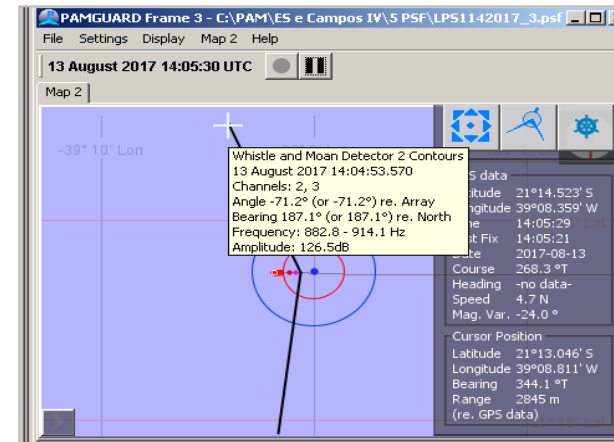 PAMGUARD Frame 3 - C:\PAM\ES e Campos IV\5 PSF\LPS1142017_3.psf
File Settings Display Map 2 Help
13 August 2017 14:05:30 UTC
Map 2
-39° 10' Lon
Whistle and Moan Detector 2 Contours
13 August 2017 14:04:53.570
Channels: 2, 3
Angle -71.2° (or -71.2°) re. Array
Bearing 187.1° (or 187.1°) re. North
Frequency: 882.8 - 914.1 Hz
Amplitude: 126.5dB
S data
itude 21°14.523' S
ngitude 39°08.359' W
14:05:29
st Fix 14:05:21
Date 2017-08-13
Course 268.3 °T
Heading -no data-
Speed 4.7 N
Mag. Var. -24.0 °
Cursor Position
Latitude 21°13.046' S
Longitude 39°08.811' W
Bearing 344.1 °T
Range 2845 m
(re. GPS data)